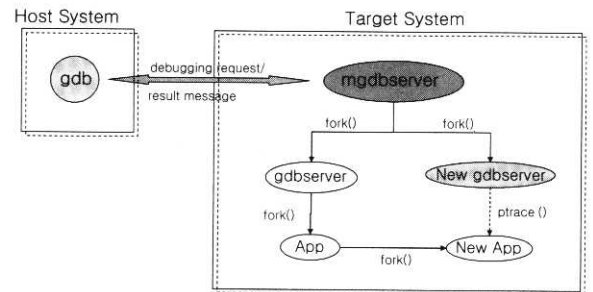 Host System
Target System
gdb
debugging request/
result message
mgdbserver
fork()
fork()
gdbserver
New gdbserver
fork()
ptrace ()
App
New App
fork()